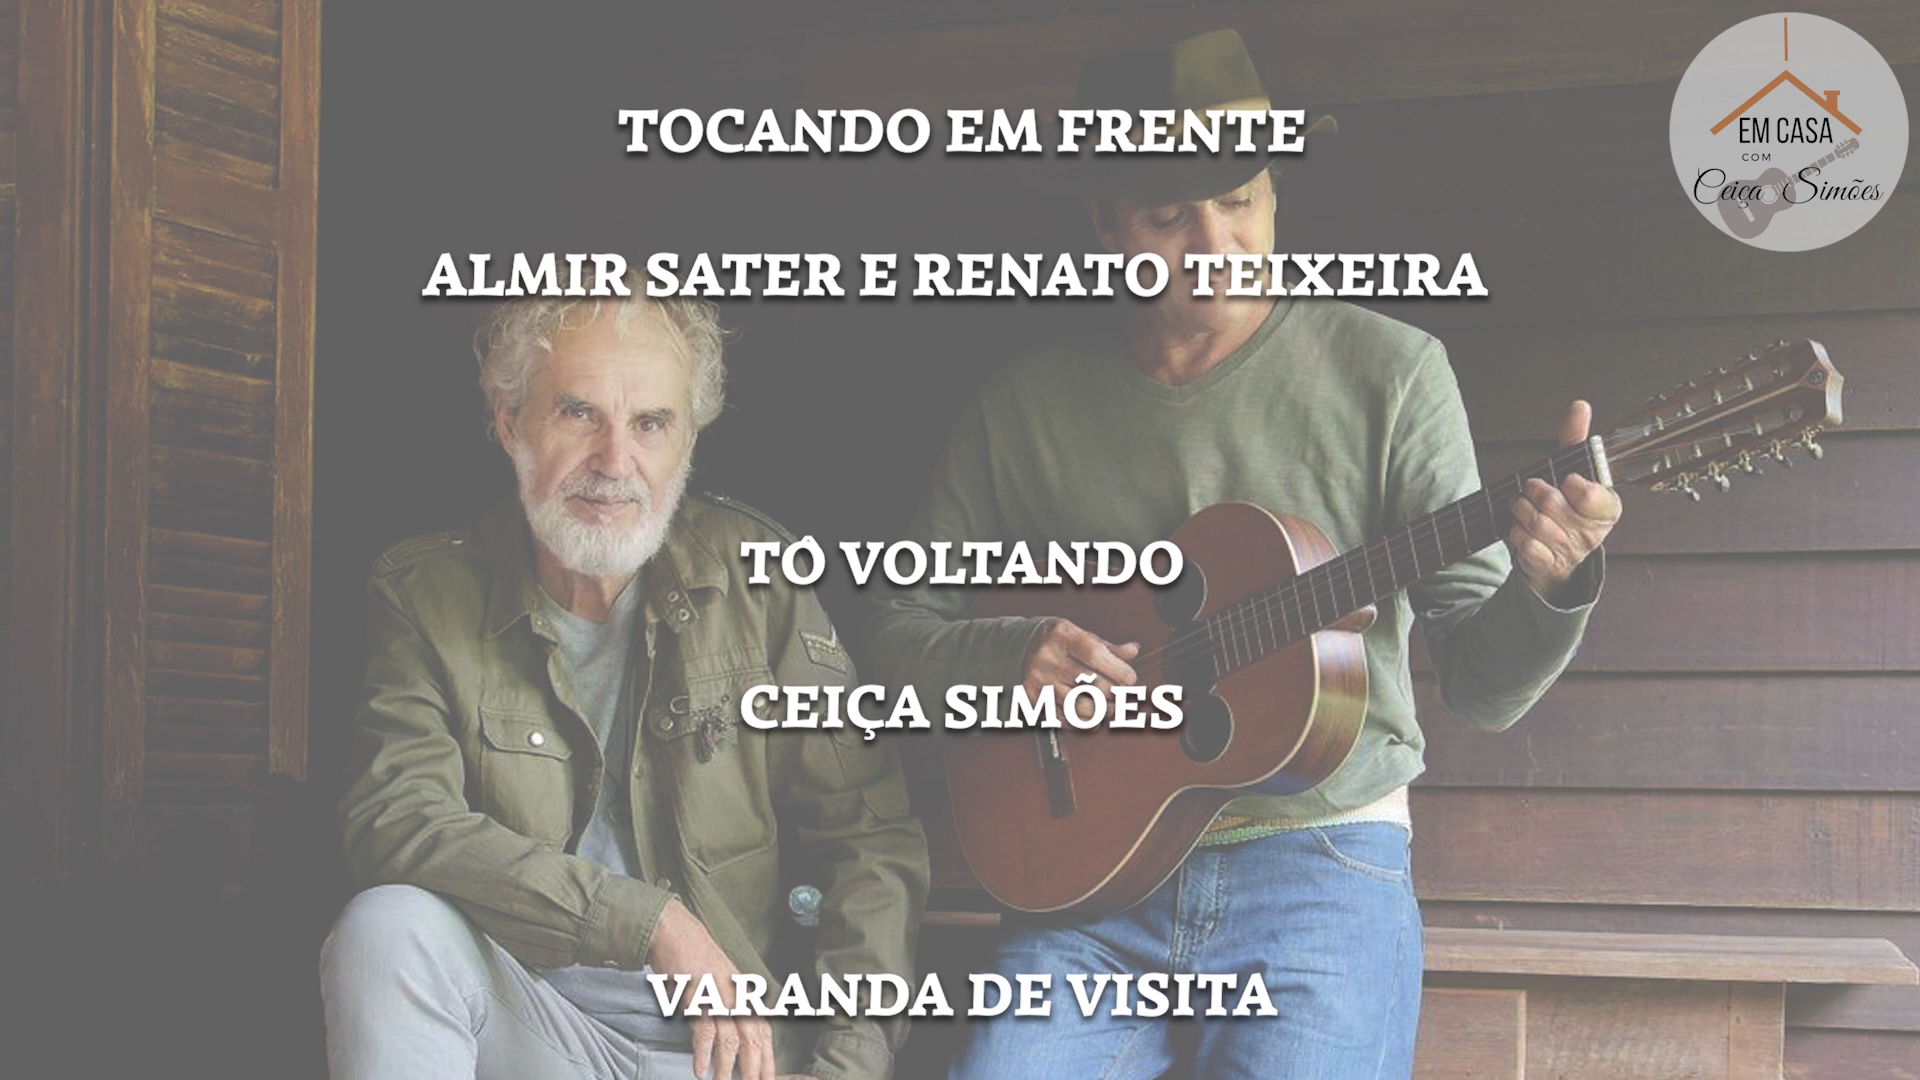 TOCANDO EM FRENTE
ALMIR SATER E RENATO TEIXEIRA
TÔ VOLTANDO
CEIÇA SIMÕES
VARANDA DE VISITA
EM CASA
COM
Ceiça Simões